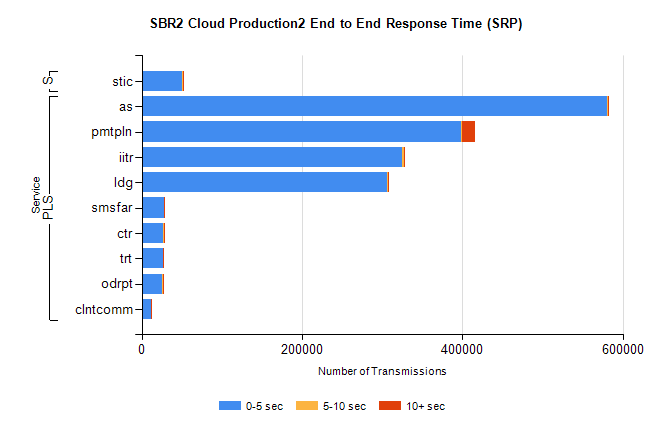 SBR2 Cloud Production2 End to End Response Time (SRP)
S
stic
as
pmtpln
iitr
ldg
Service
PLS
smsfar
ctr
trt
odrpt
clntcomm
0 200000 400000 600000
Number of Transmissions
0-5 sec 5-10 sec 10+ sec